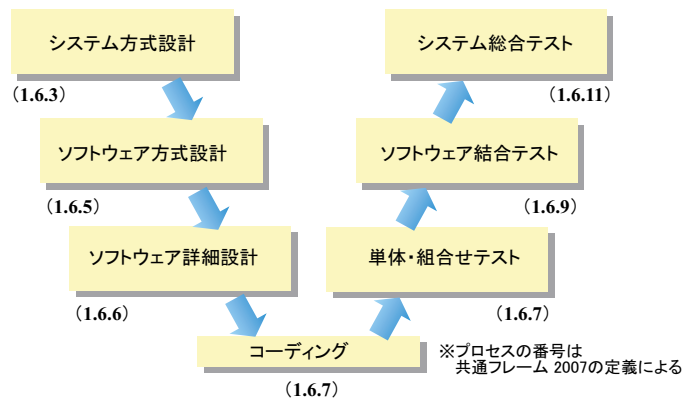 システム方式設計
システム総合テスト
（1.6.3）
（1.6.11）
ソフトウェア方式設計
ソフトウェア結合テスト
（1.6.5）
（1.6.9）
ソフトウェア詳細設計
単体・組合せテスト
（1.6.6）
（1.6.7）
コーディング
（1.6.7）
※プロセスの番号は
共通フレーム 2007の定義による